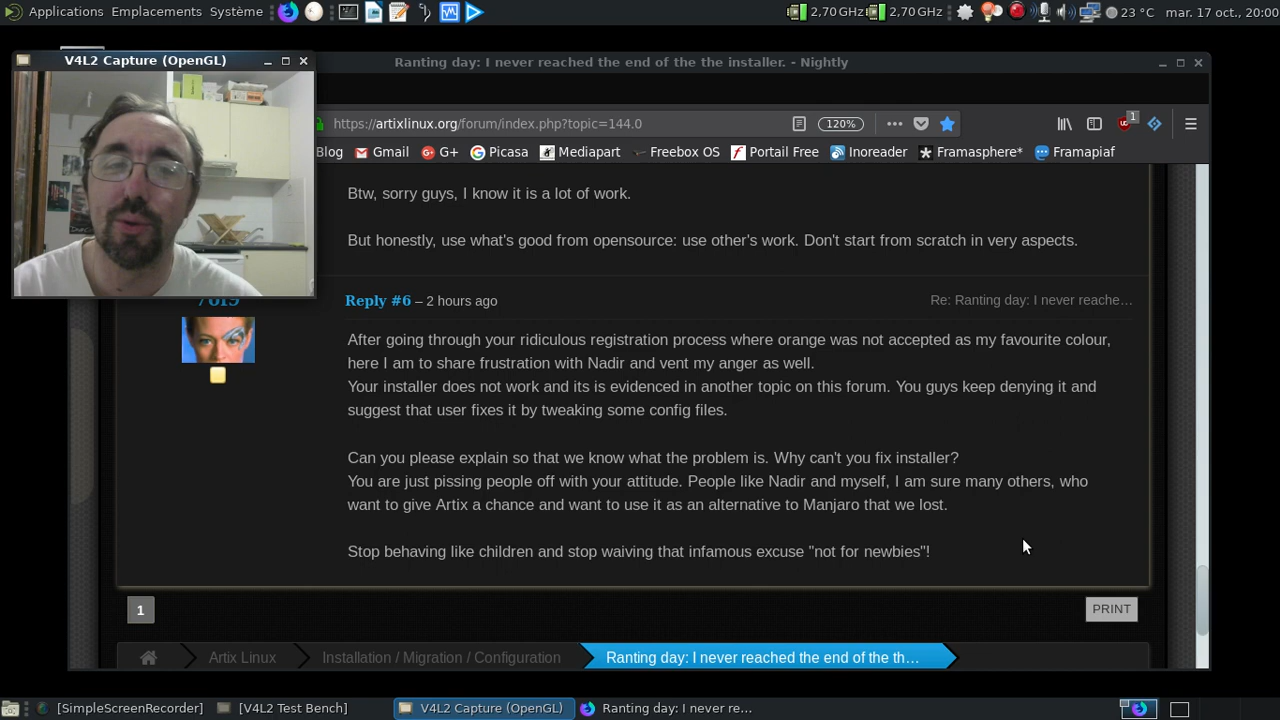 Applications Emplacements Système
2,70 GHz 2,70 GHz 23 °C mar. 17 oct., 20:00
V4L2 Capture (OpenGL)
Ranting day: I never reached the end of the the installer. - Nightly
https://artixlinux.org/forum/index.php?topic=144.0 120% 1
Blog Gmail G+ Picasa Mediapart Freebox OS Portail Free Inoreader Framasphere* Framapiaf
Btw, sorry guys, I know it is a lot of work.
But honestly, use what's good from opensource: use other's work. Don't start from scratch in very aspects.
7of9
Reply #6 – 2 hours ago
Re: Ranting day: I never reache…
After going through your ridiculous registration process where orange was not accepted as my favourite colour,
here I am to share frustration with Nadir and vent my anger as well.
Your installer does not work and its is evidenced in another topic on this forum. You guys keep denying it and
suggest that user fixes it by tweaking some config files.
Can you please explain so that we know what the problem is. Why can't you fix installer?
You are just pissing people off with your attitude. People like Nadir and myself, I am sure many others, who
want to give Artix a chance and want to use it as an alternative to Manjaro that we lost.
Stop behaving like children and stop waiving that infamous excuse "not for newbies"!
1
PRINT
Artix Linux Installation / Migration / Configuration Ranting day: I never reached the end of the th…
[SimpleScreenRecorder] [V4L2 Test Bench] V4L2 Capture (OpenGL) Ranting day: I never re…